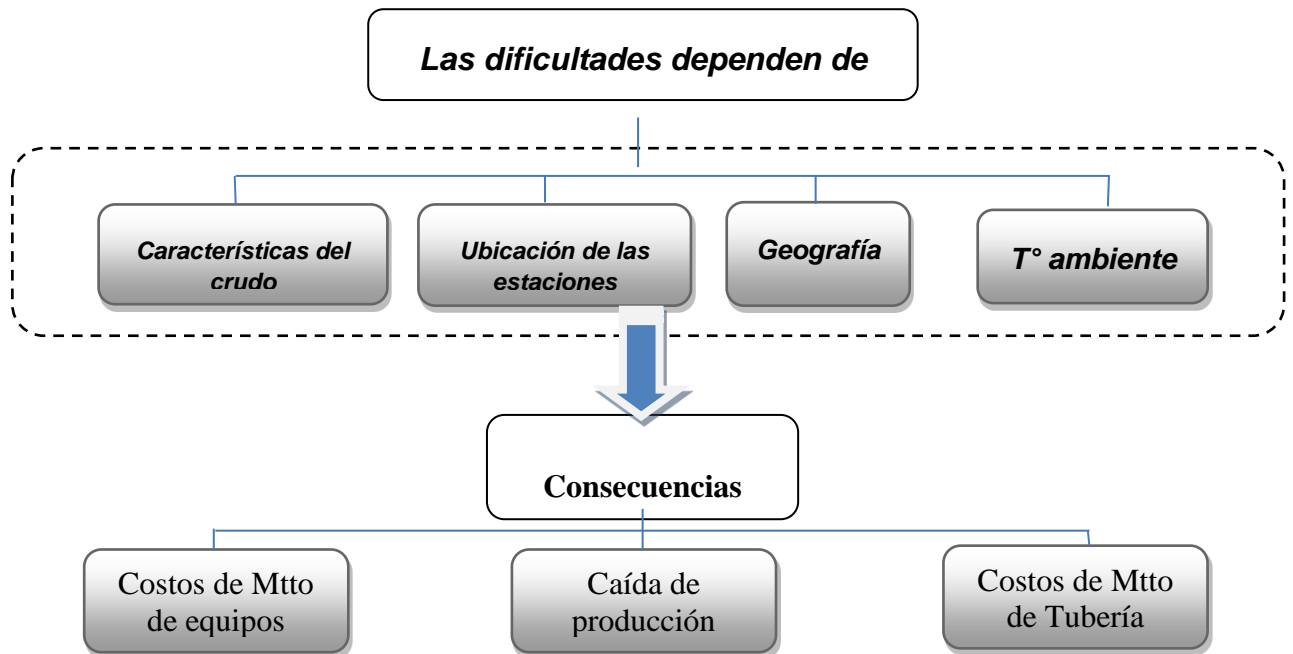 Las dificultades dependen de
Características del
crudo
Ubicación de las
estaciones
Geografía
T° ambiente
Consecuencias
Costos de Mtto
de equipos
Caída de
producción
Costos de Mtto
de Tubería